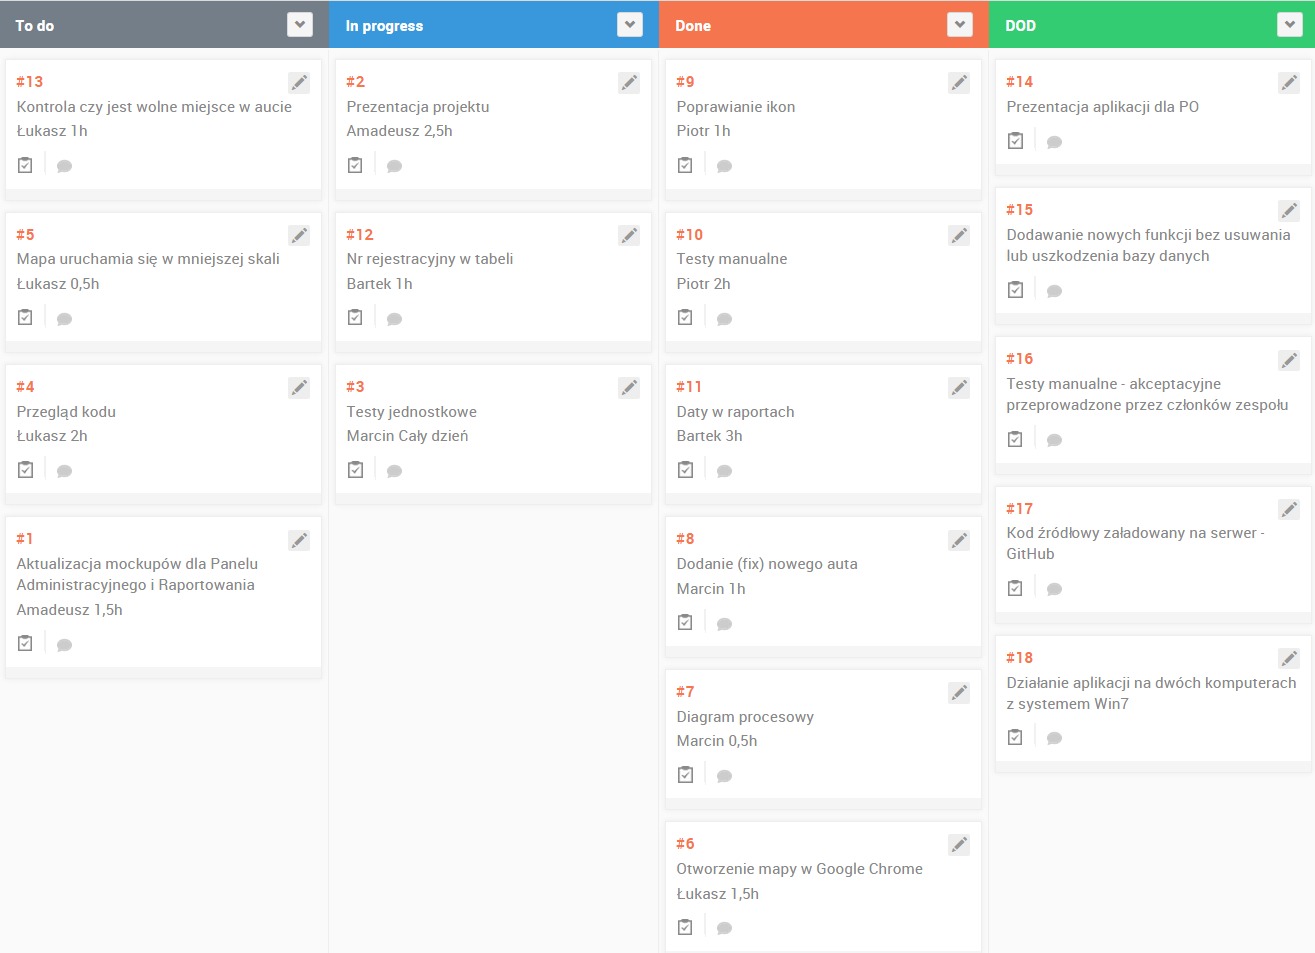 To do
#13
Kontrola czy jest wolne miejsce w aucie
Łukasz 1h
#5
Mapa uruchamia się w mniejszej skali
Łukasz 0,5h
#4
Przegląd kodu
Łukasz 2h
#1
Aktualizacja mockupów dla Panelu
Administracyjnego i Raportowania
Amadeusz 1,5h
In progress
#2
Prezentacja projektu
Amadeusz 2,5h
#12
Nr rejestracyjny w tabeli
Bartek 1h
#3
Testy jednostkowe
Marcin Cały dzień
Done
#9
Poprawianie ikon
Piotr 1h
#10
Testy manualne
Piotr 2h
#11
Daty w raportach
Bartek 3h
#8
Dodanie (fix) nowego auta
Marcin 1h
#7
Diagram procesowy
Marcin 0,5h
#6
Otworzenie mapy w Google Chrome
Łukasz 1,5h
DOD
#14
Prezentacja aplikacji dla PO
#15
Dodawanie nowych funkcji bez usuwania
lub uszkodzenia bazy danych
#16
Testy manualne - akceptacyjne
przeprowadzone przez członków zespołu
#17
Kod źródłowy załadowany na serwer -
GitHub
#18
Działanie aplikacji na dwóch komputerach
z systemem Win7